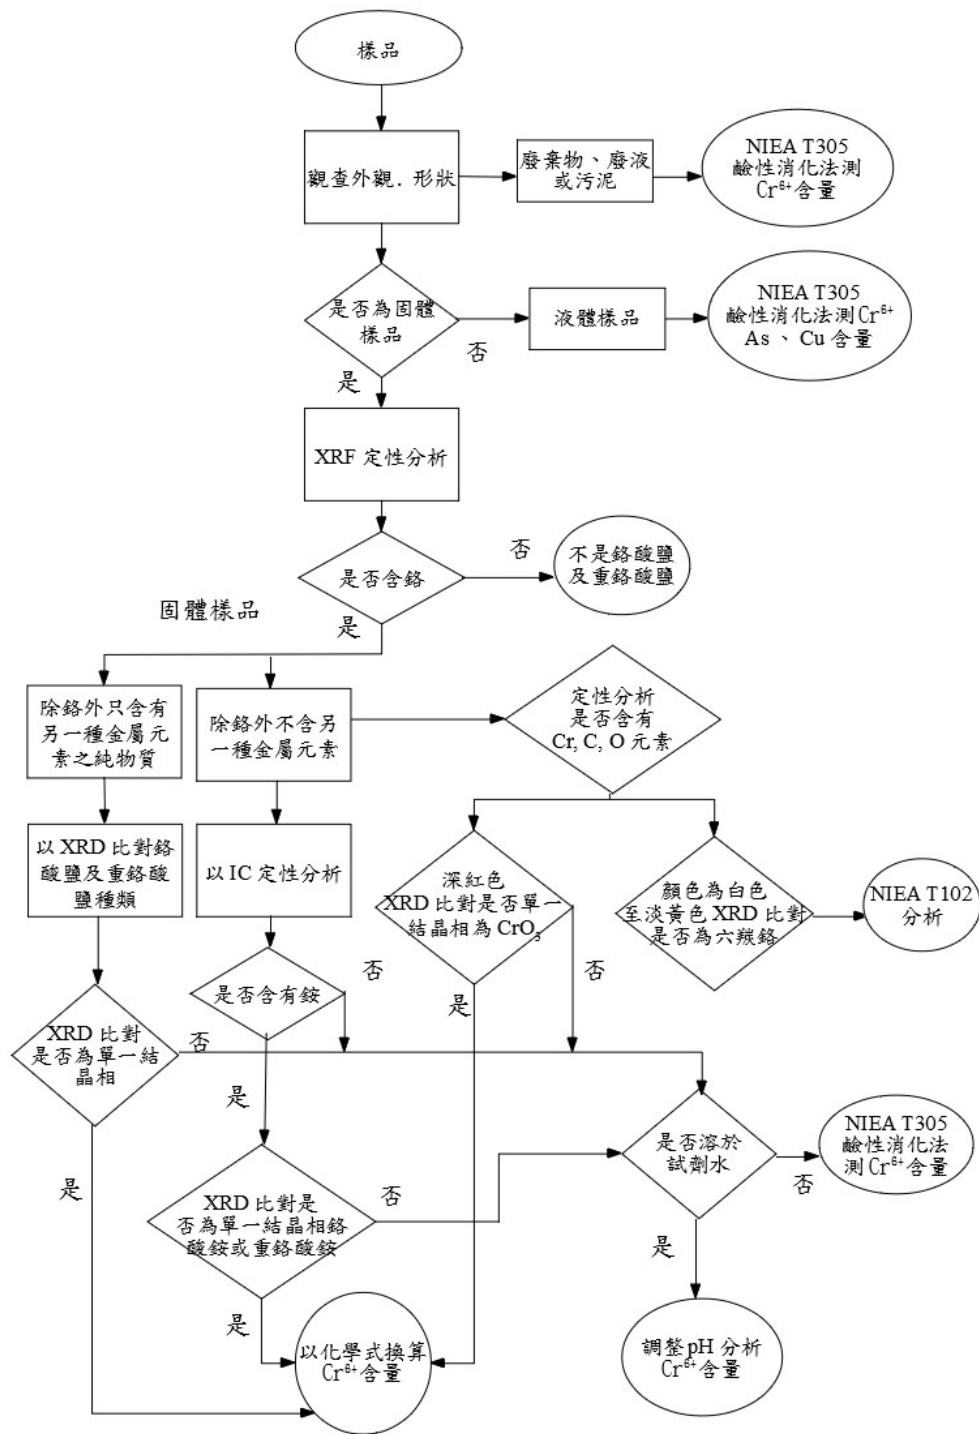 樣品
觀查外觀. 形狀
廢棄物、廢液
或污泥
NIEA T305
鹼性消化法測
Cr⁶⁺含量
是否為固體
樣品
否
是
液體樣品
NIEA T305
鹼性消化法測Cr⁶⁺
As 、 Cu 含量
XRF 定性分析
是否含鉻
否
是
不是鉻酸鹽
及重鉻酸鹽
固體樣品
除鉻外只含有
另一種金屬元
素之純物質
除鉻外不含另
一種金屬元素
定性分析
是否含有
Cr, C, O 元素
以 XRD 比對鉻
酸鹽及重鉻酸
鹽種類
以 IC 定性分析
深紅色
XRD 比對是否單一
結晶相為 CrO₃
顏色為白色
至淡黃色 XRD 比對
是否為六羰鉻
NIEA T102
分析
是否含有銨
否
否
是
XRD 比對
是否為單一結
晶相
否
是
是
XRD 比對是
否為單一結晶相鉻
酸銨或重鉻酸銨
否
是
是否溶於
試劑水
否
是
NIEA T305
鹼性消化法
測 Cr⁶⁺含量
以化學式換算
Cr⁶⁺含量
調整 pH 分析
Cr⁶⁺含量